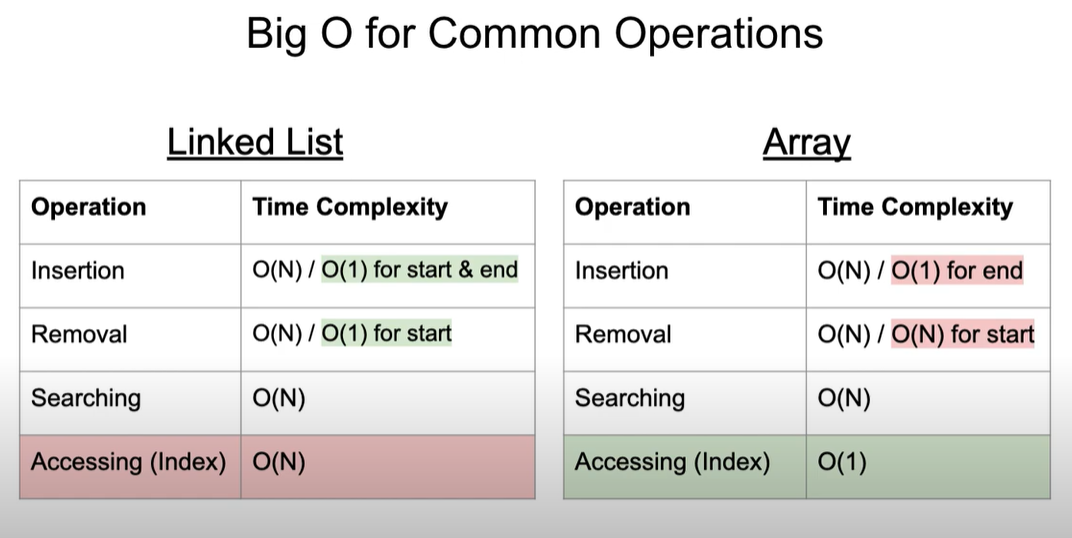 Big O for Common Operations
Linked List
Operation Time Complexity
Insertion O(N) / O(1) for start & end
Removal O(N) / O(1) for start
Searching O(N)
Accessing (Index) O(N)
Array
Operation Time Complexity
Insertion O(N) / O(1) for end
Removal O(N) / O(N) for start
Searching O(N)
Accessing (Index) O(1)